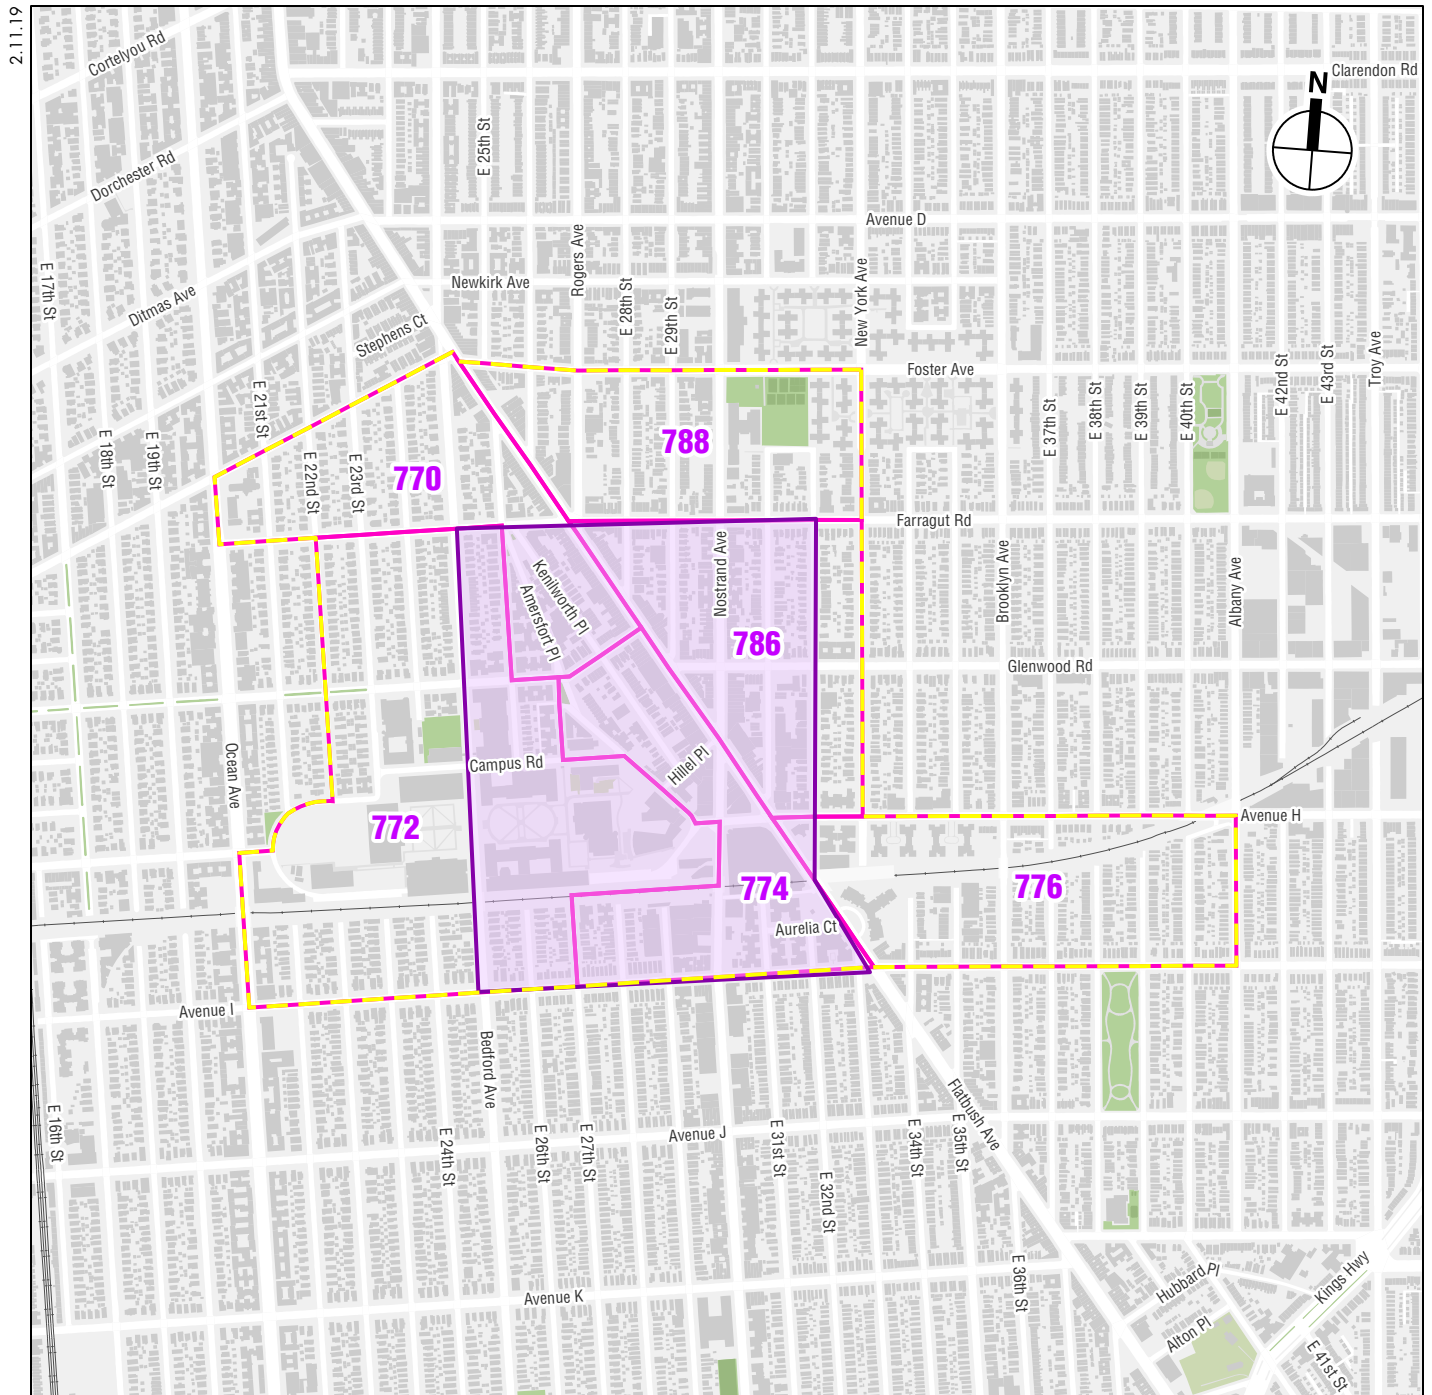 2.11.19
Cortelyou Rd
Clarendon Rd
N
E 25th St
Dorchester Rd
Avenue D
Rogers Ave
E 17th St
Newkirk Ave
Ditmas Ave
E 28th St
E 29th St
New York Ave
Stephens Ct
Troy Ave
Foster Ave
E 42nd St
E 43rd St
E 21st St
E 37th St
E 38th St
E 39th St
E 40th St
E 18th St
E 19th St
E 22nd St
E 23rd St
770
788
Farragut Rd
Kenilworth Pl
Amersfort Pl
Nostrand Ave
Brooklyn Ave
Albany Ave
786
Glenwood Rd
Ocean Ave
Campus Rd
Hillel Pl
772
Avenue H
774
776
Aurelia Ct
Avenue I
Bedford Ave
Flatbush Ave
E 16th St
E 24th St
E 26th St
E 27th St
Avenue J
E 31st St
E 32nd St
E 34th St
E 35th St
E 36th St
Avenue K
Hubbard Pl
Kings Hwy
Alton Pl
E 41st St